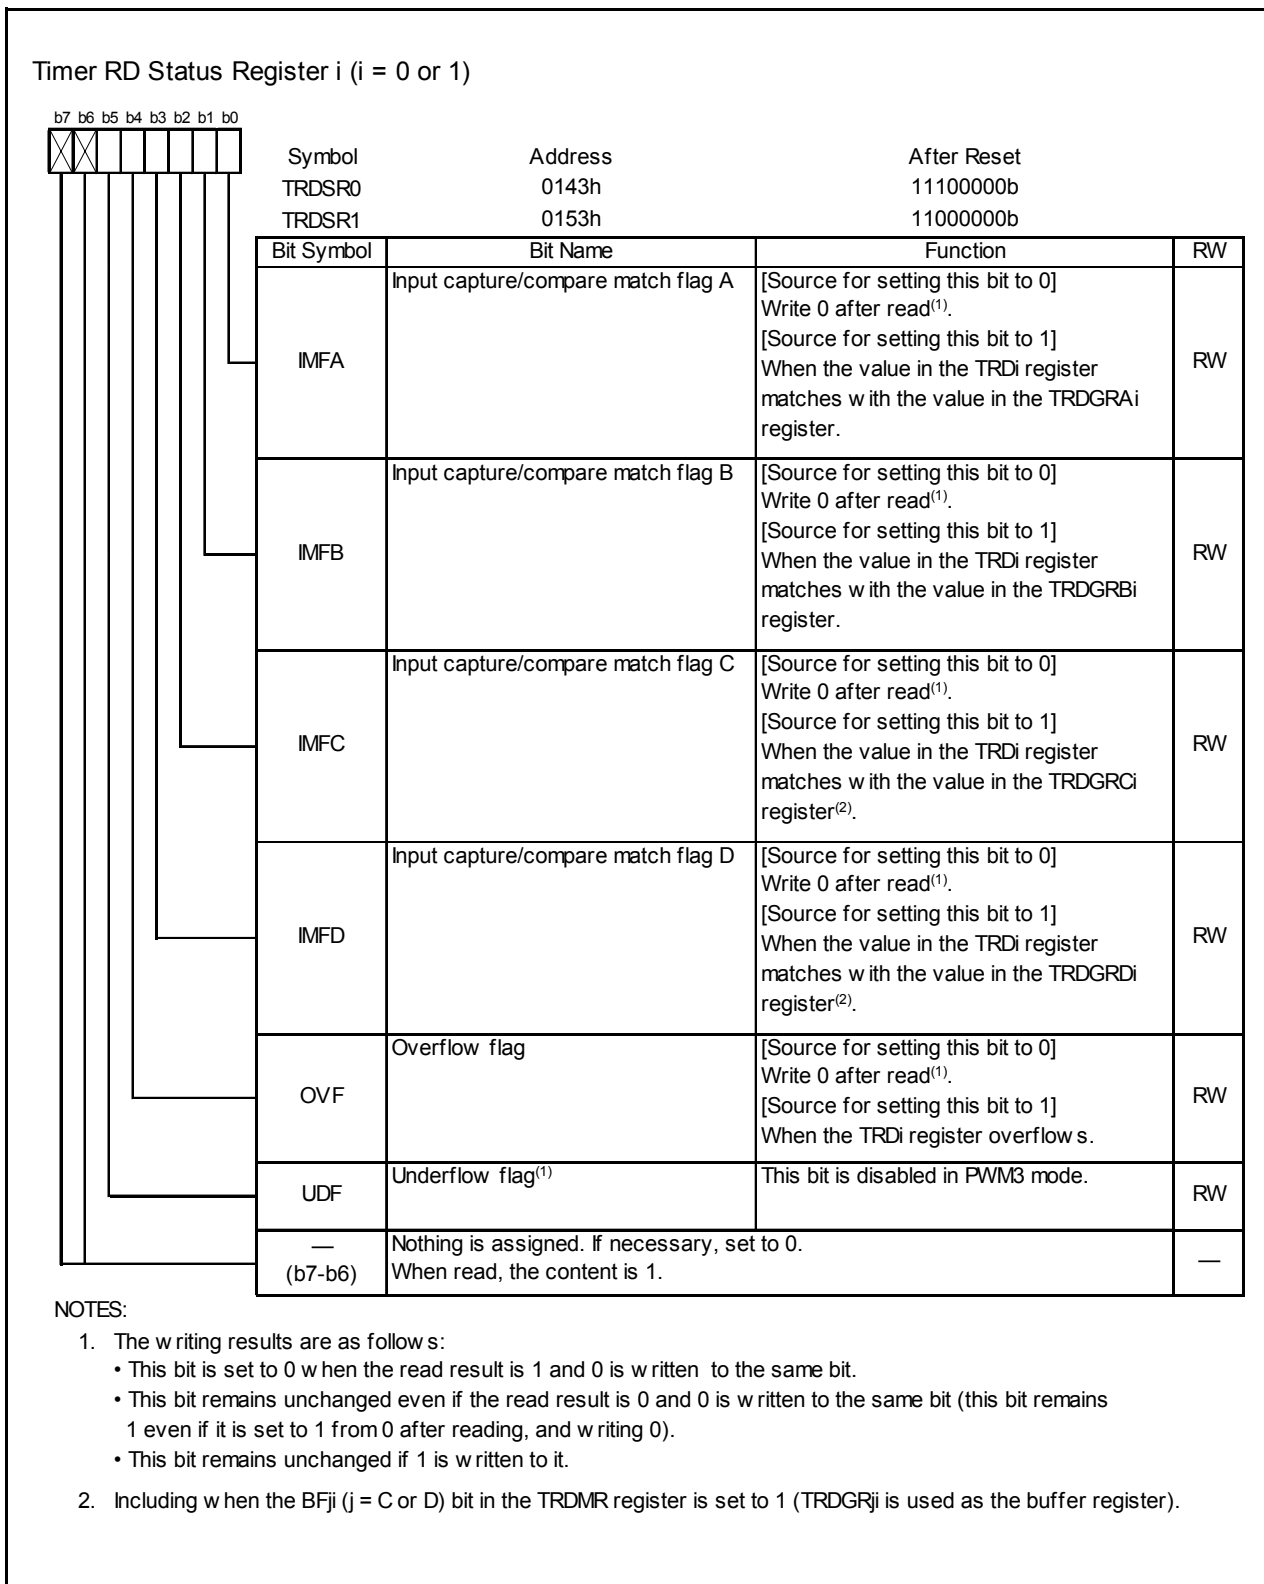 Timer RD Status Register i (i = 0 or 1)
b7 b6 b5 b4 b3 b2 b1 b0
Symbol Address After Reset
TRDSR0 0143h 11100000b
TRDSR1 0153h 11000000b
Bit Symbol Bit Name Function RW
IMFA Input capture/compare match flag A [Source for setting this bit to 0]
Write 0 after read(1).
[Source for setting this bit to 1]
When the value in the TRDi register
matches with the value in the TRDGRAi
register.
RW
IMFB Input capture/compare match flag B [Source for setting this bit to 0]
Write 0 after read(1).
[Source for setting this bit to 1]
When the value in the TRDi register
matches with the value in the TRDGRBi
register.
RW
IMFC Input capture/compare match flag C [Source for setting this bit to 0]
Write 0 after read(1).
[Source for setting this bit to 1]
When the value in the TRDi register
matches with the value in the TRDGRCi
register(2).
RW
IMFD Input capture/compare match flag D [Source for setting this bit to 0]
Write 0 after read(1).
[Source for setting this bit to 1]
When the value in the TRDi register
matches with the value in the TRDGRDi
register(2).
RW
OVF Overflow flag [Source for setting this bit to 0]
Write 0 after read(1).
[Source for setting this bit to 1]
When the TRDi register overflows.
RW
UDF Underflow flag(1) This bit is disabled in PWM3 mode. RW
— Nothing is assigned. If necessary, set to 0.
(b7-b6) When read, the content is 1. —
NOTES:
1. The writing results are as follows:
• This bit is set to 0 when the read result is 1 and 0 is written to the same bit.
• This bit remains unchanged even if the read result is 0 and 0 is written to the same bit (this bit remains
1 even if it is set to 1 from 0 after reading, and writing 0).
• This bit remains unchanged if 1 is written to it.
2. Including when the BFji (j = C or D) bit in the TRDMR register is set to 1 (TRDGRji is used as the buffer register).